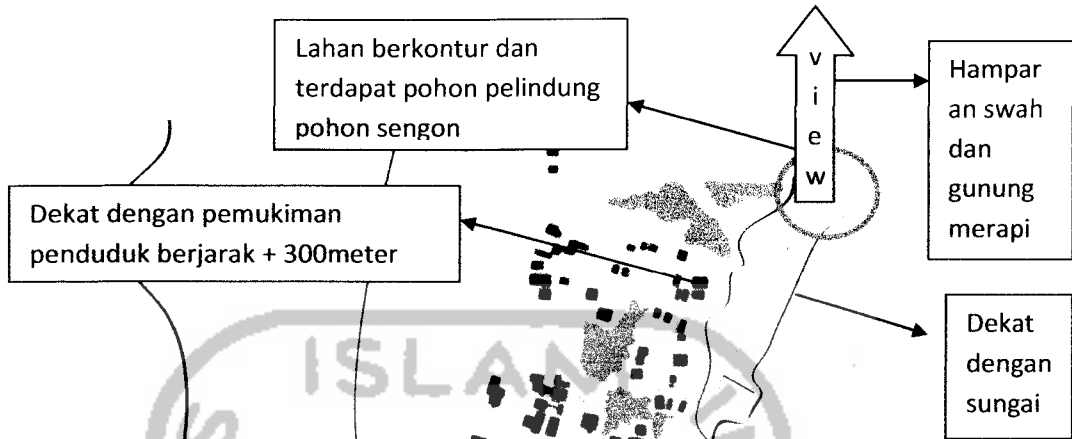 Lahan berkontur dan
terdapat pohon pelindung
pohon sengon
v
i
e
w
Hampar
an swah
dan
gunung
merapi
Dekat dengan pemukiman
penduduk berjarak + 300meter
Dekat
dengan
sungai
ISLAM